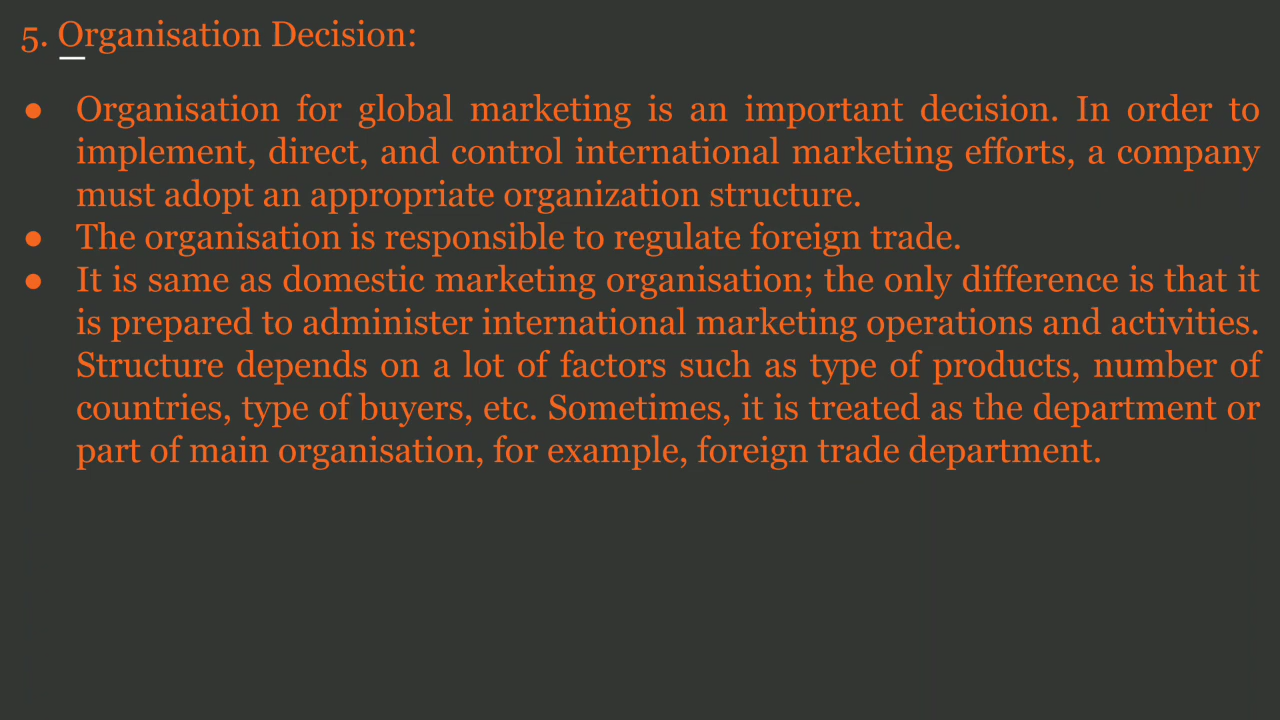 5. Organisation Decision:
● Organisation for global marketing is an important decision. In order to
implement, direct, and control international marketing efforts, a company
must adopt an appropriate organization structure.
● The organisation is responsible to regulate foreign trade.
● It is same as domestic marketing organisation; the only difference is that it
is prepared to administer international marketing operations and activities.
Structure depends on a lot of factors such as type of products, number of
countries, type of buyers, etc. Sometimes, it is treated as the department or
part of main organisation, for example, foreign trade department.